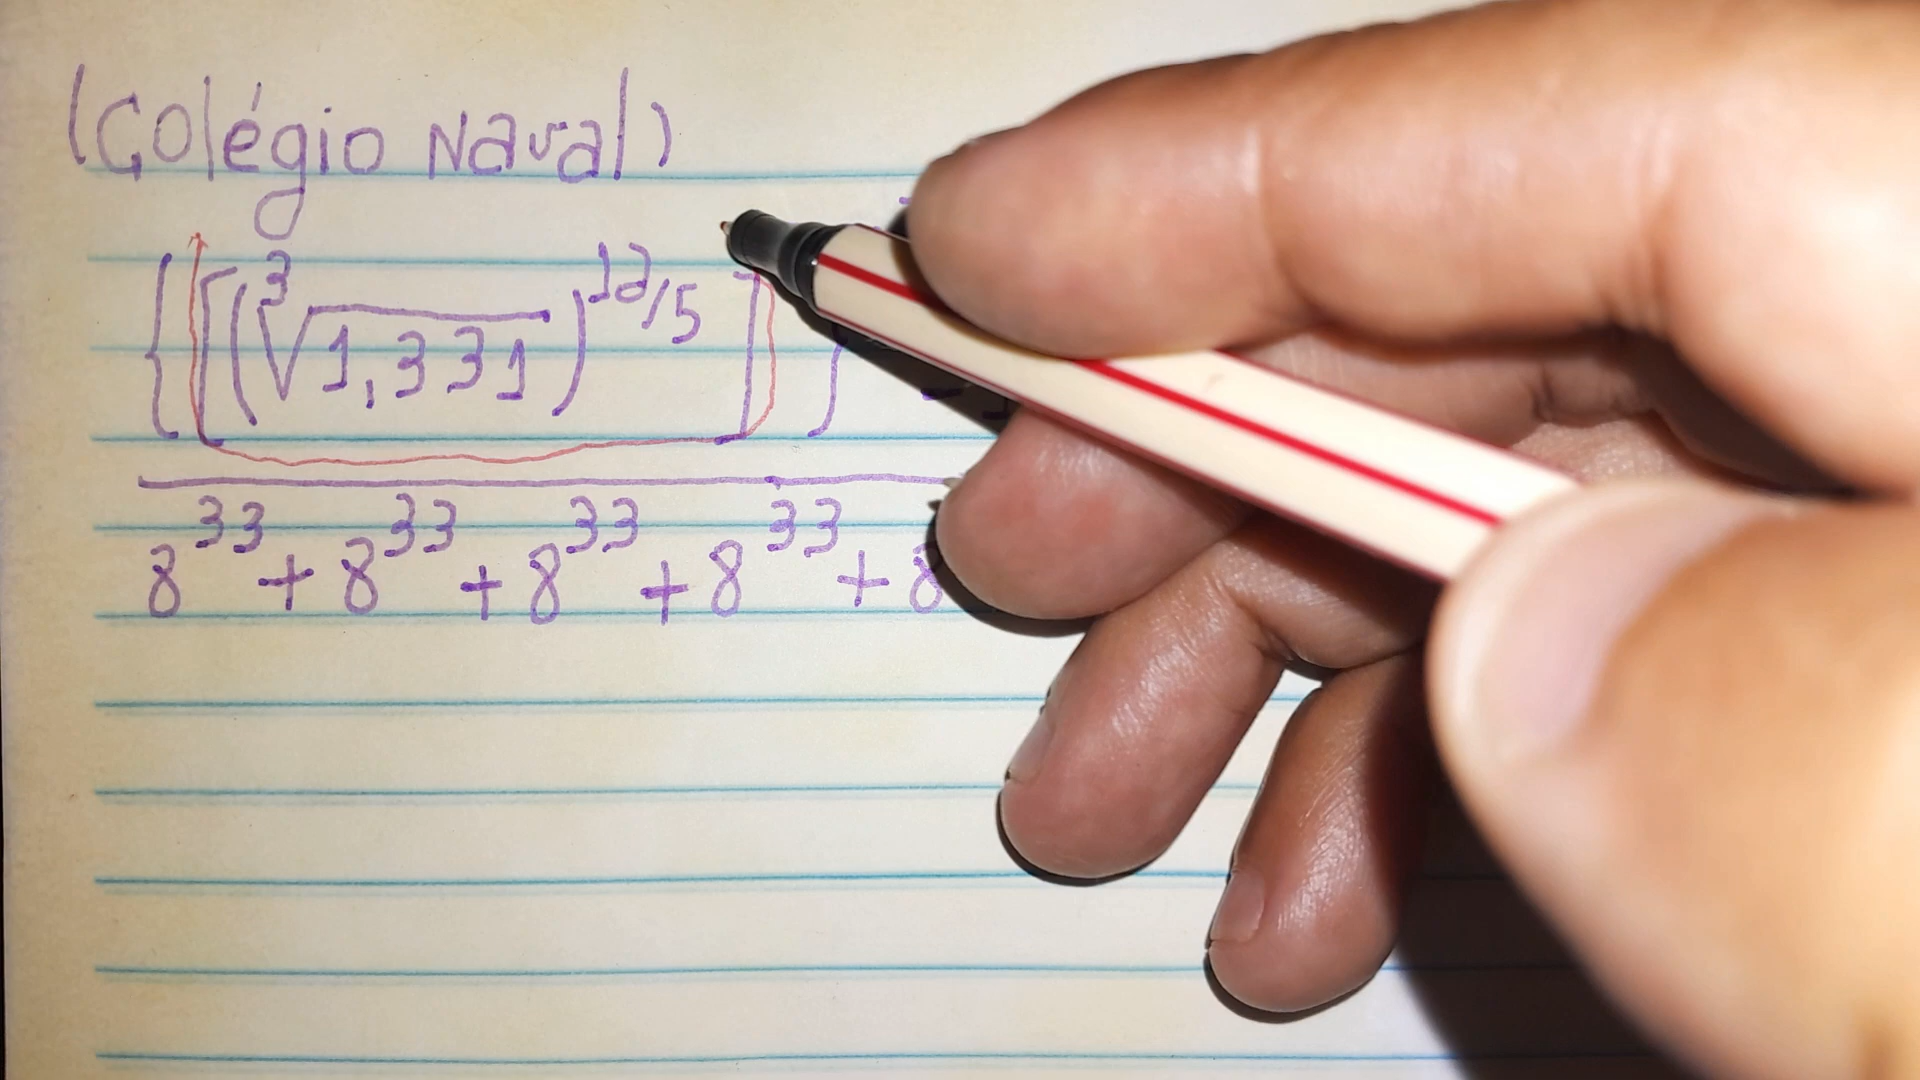 (Colégio Naval)
{[(∛1,331)^12/5]}
8^33 + 8^33 + 8^33 + 8^33 + 8